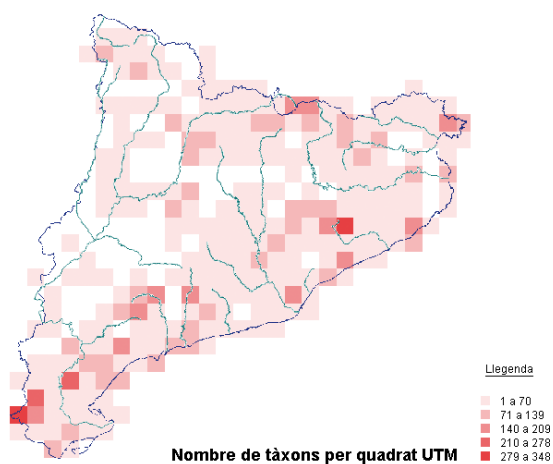 Llegenda
1 a 70
71 a 139
140 a 209
210 a 278
279 a 348
Nombre de tàxons per quadrat UTM